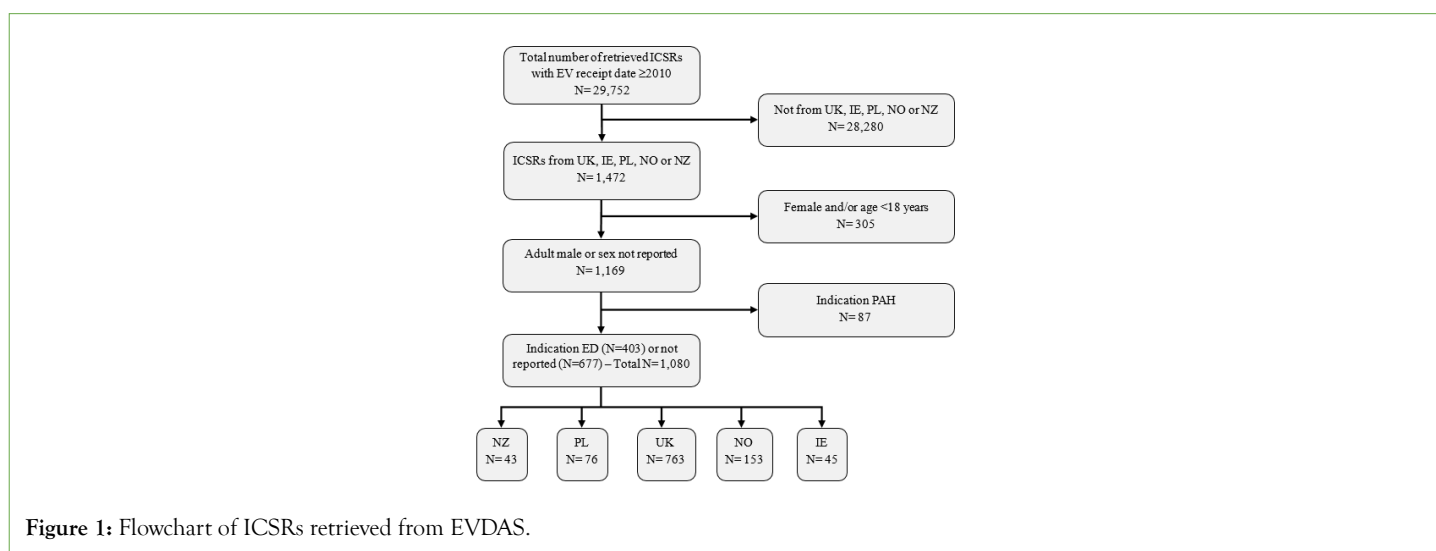 Total number of retrieved ICSRs
with EV receipt date ≥2010
N= 29,752
Not from UK, IE, PL, NO or NZ
N= 28,280
ICSRs from UK, IE, PL, NO or NZ
N= 1,472
Female and/or age <18 years
N= 305
Adult male or sex not reported
N= 1,169
Indication PAH
N= 87
Indication ED (N=403) or not
reported (N=677) – Total N= 1,080
NZ
N= 43
PL
N= 76
UK
N= 763
NO
N= 153
IE
N= 45
Figure 1: Flowchart of ICSRs retrieved from EVDAS.